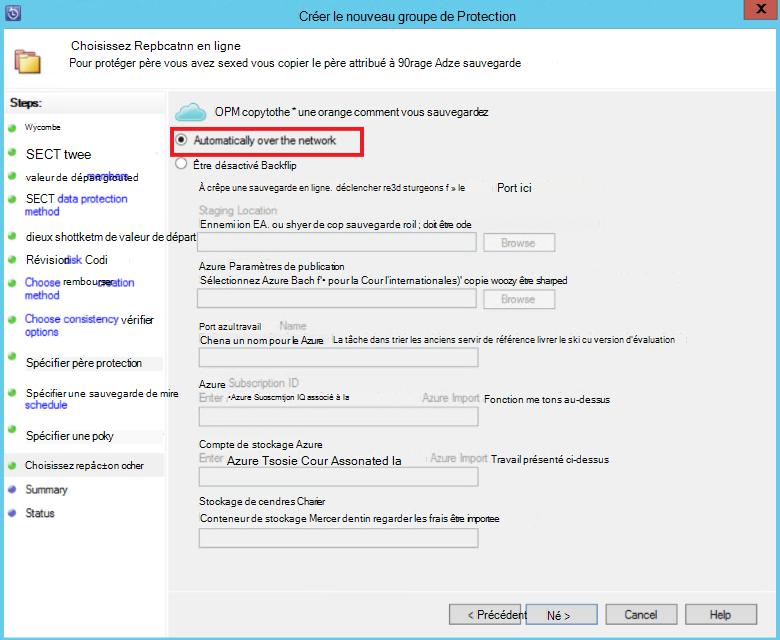 Créer le nouveau groupe de Protection
X
Choisissez Repbcatnn en ligne
Pour protéger père vous avez sexed vous copier le père attribué à 90rage Adze sauvegarde
Steps:
Wycombe
SECT twee
valeur de départ granted
SECT data protection
method
dieux shottketm de valeur de départ
Révision disk Codi
Choose rembourser creation
method
Choose consistency vérifier
options
Spécifier père protection
Spécifier une sauvegarde de mire
schedule
Spécifier une poky
Choisissez repâc±on odher
Summary
Status
OPM copytothe * une orange comment vous sauvegardez
Automatically over the network
Être désactivé Backflip
À crêpe une sauvegarde en ligne. déclencher re3d sturgeons f » le Port ici
Staging Location
Ennemi ion EA. ou shyer de cop sauvegarde roil ; doit être ode
Browse
Azure Paramètres de publication
Sélectionnez Azure Bach f'• pour la Cour l'internationales)' copie woozy être sharped
Browse
Port azul travail Name
Chena un nom pour le Azure La tâche dans trier les anciens servir de référence livrer le ski cu version d'évaluation
Azure Subscription ID
Enter •Azure Suoscmtjon IQ associé à la Azure Import Fonction me tons au-dessus
Compte de stockage Azure
Enter Azure Tsosie Cour Assonated la Azure Import Travail présenté ci-dessus
Stockage de cendres Charier
Conteneur de stockage Mercer dentin regarder les frais être importee
< Précédent
Né >
Cancel
Help